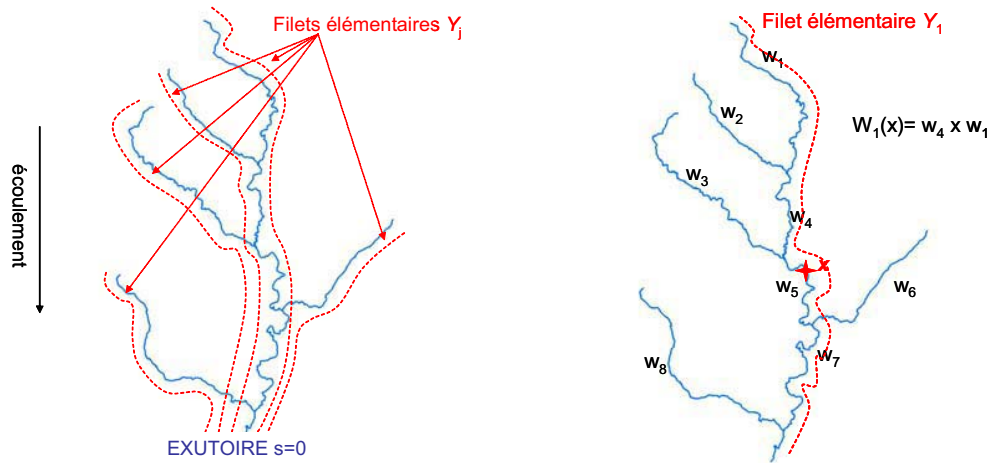 Filets élémentaires Yj
écoulement
EXUTOIRE s=0
Filet élémentaire Y1
w1
w2
W1(x)= w4 x w1
w3
w4
x
w5
w6
w7
w8